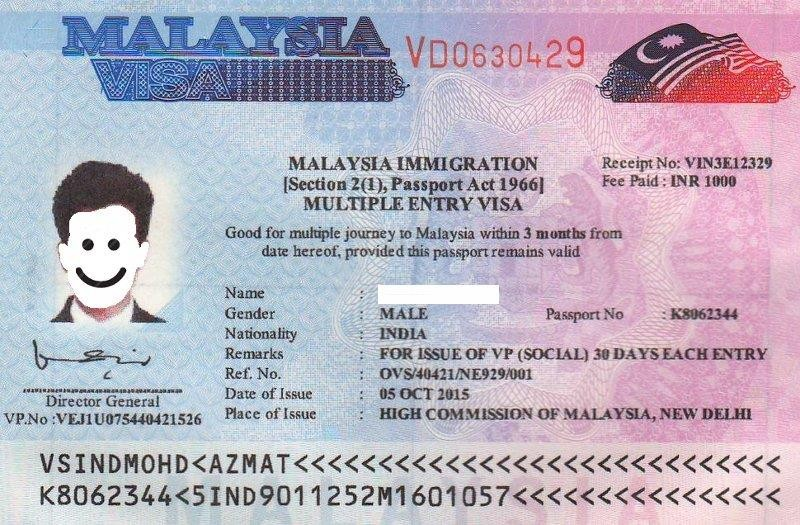 MALAYSIA
VISA
VD0630429
MALAYSIA IMMIGRATION
[Section 2(1), Passport Act 1966]
MULTIPLE ENTRY VISA
Receipt No: VIN3E12329
Fee Paid : INR 1000
Good for multiple journey to Malaysia within 3 months from
date hereof, provided this passport remains valid
Name :
Gender : MALE Passport No : K8062344
Nationality : INDIA
Remarks : FOR ISSUE OF VP (SOCIAL) 30 DAYS EACH ENTRY
Ref. No. : OVS/40421/NE929/001
Date of Issue : 05 OCT 2015
Place of Issue : HIGH COMMISSION OF MALAYSIA, NEW DELHI
Director General
VP.No :VEJ1U075440421526
VSINDMOHD<AZMAT<<<<<<<<<<<<<<<<<<<<<<<<<<<<<
K8062344<5IND9011252M1601057<<<<<<<<<<<<<<<<